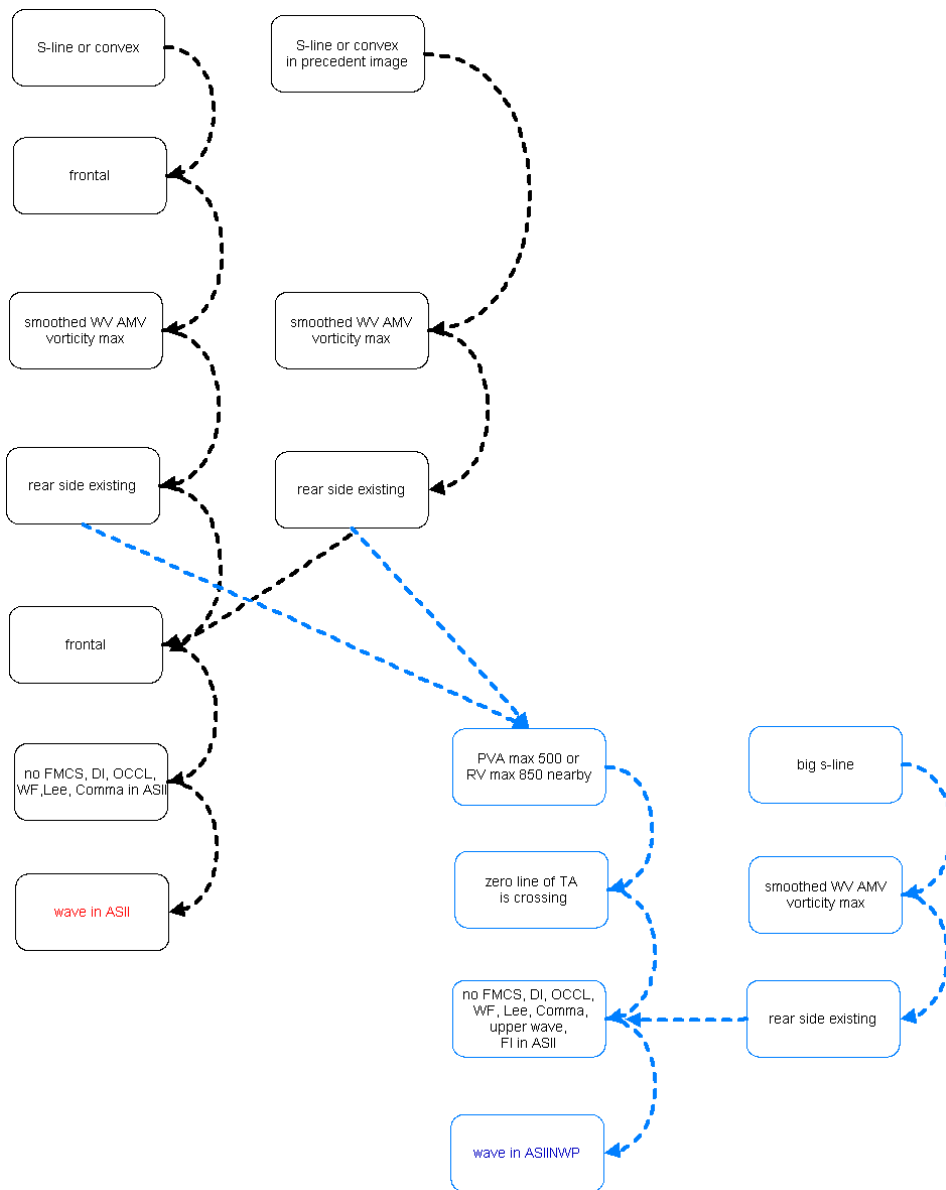 S-line or convex
S-line or convex
in precedent image
frontal
smoothed WV AMV
vorticity max
smoothed WV AMV
vorticity max
rear side existing
rear side existing
frontal
no FMCS, DI, OCCL,
WF,Lee, Comma in ASII
wave in ASII
PVA max 500 or
RV max 850 nearby
big s-line
zero line of TA
is crossing
smoothed WV AMV
vorticity max
no FMCS, DI, OCCL,
WF, Lee, Comma,
upper wave,
FI in ASII
rear side existing
wave in ASIINWP